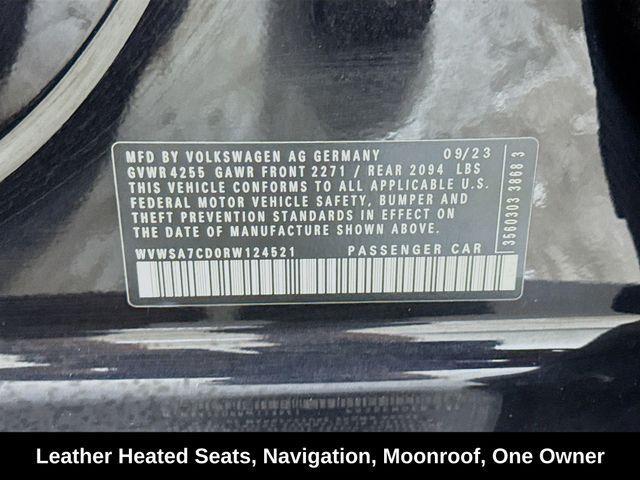 MFD BY VOLKSWAGEN AG GERMANY 09/23
GVWR 4255 GAWR FRONT 2271 / REAR 2094 LBS
THIS VEHICLE CONFORMS TO ALL APPLICABLE U.S.
FEDERAL MOTOR VEHICLE SAFETY, BUMPER AND
THEFT PREVENTION STANDARDS IN EFFECT ON
THE DATE OF MANUFACTURE SHOWN ABOVE.
WVWSA7CD0RW124521 PASSENGER CAR
3560303 3868 3
Leather Heated Seats, Navigation, Moonroof, One Owner